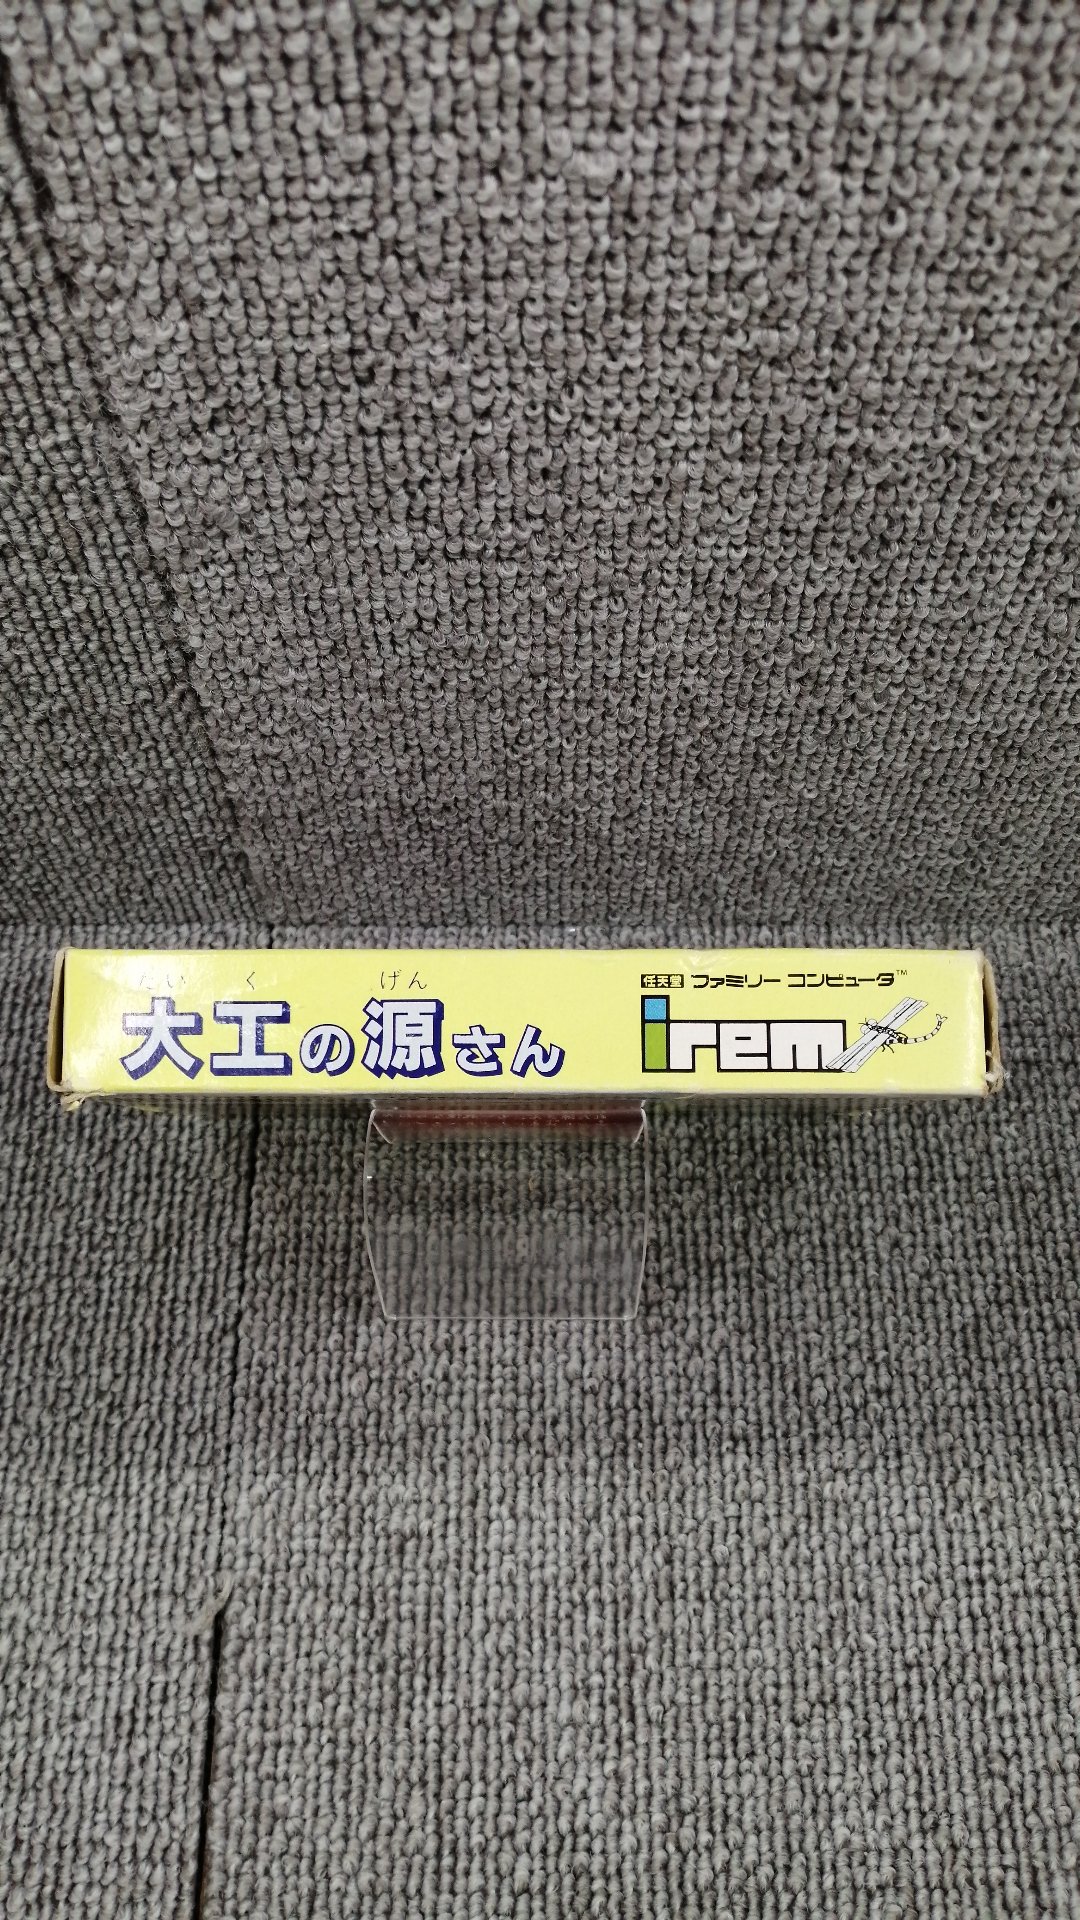 たい く げん
大工の源さん
任天堂 ファミリー コンピュータ™
irem